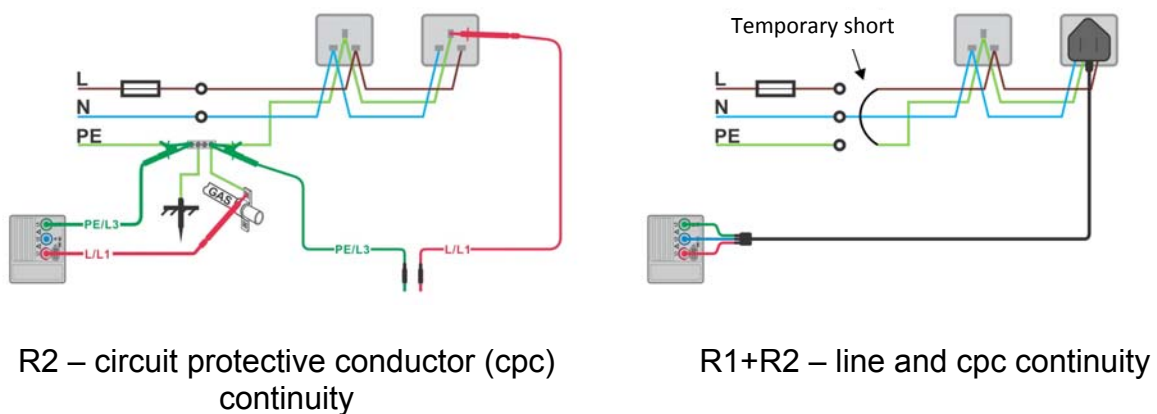 Temporary short
L
N
PE
GAS
PE/L3
L/L1
PE/L3
L/L1
L
N
PE
R2 – circuit protective conductor (cpc)
continuity
R1+R2 – line and cpc continuity